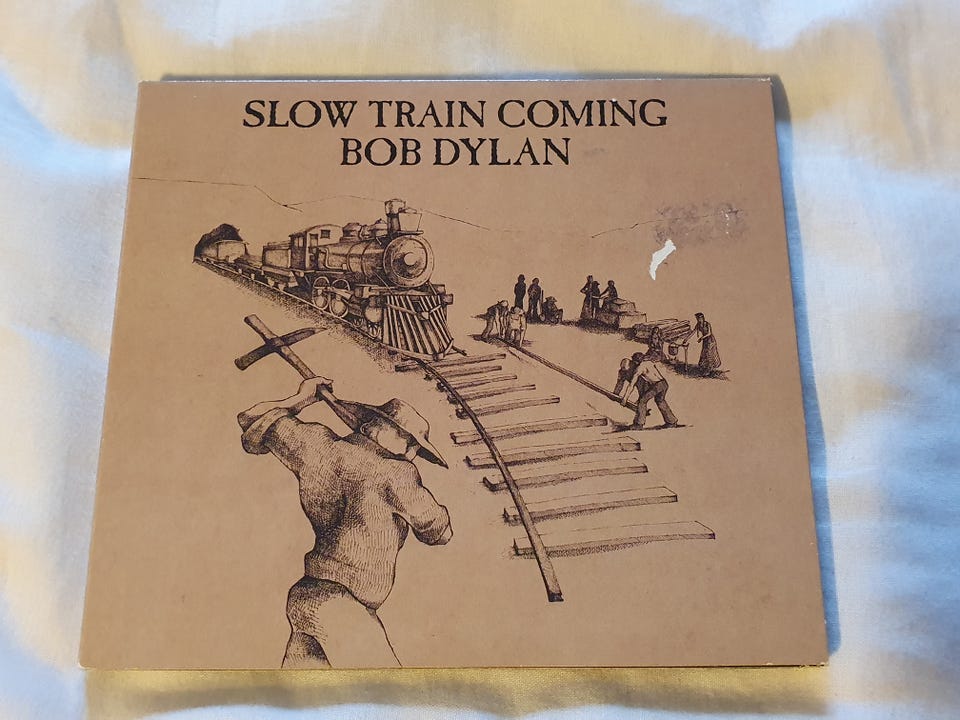 SLOW TRAIN COMING
BOB DYLAN